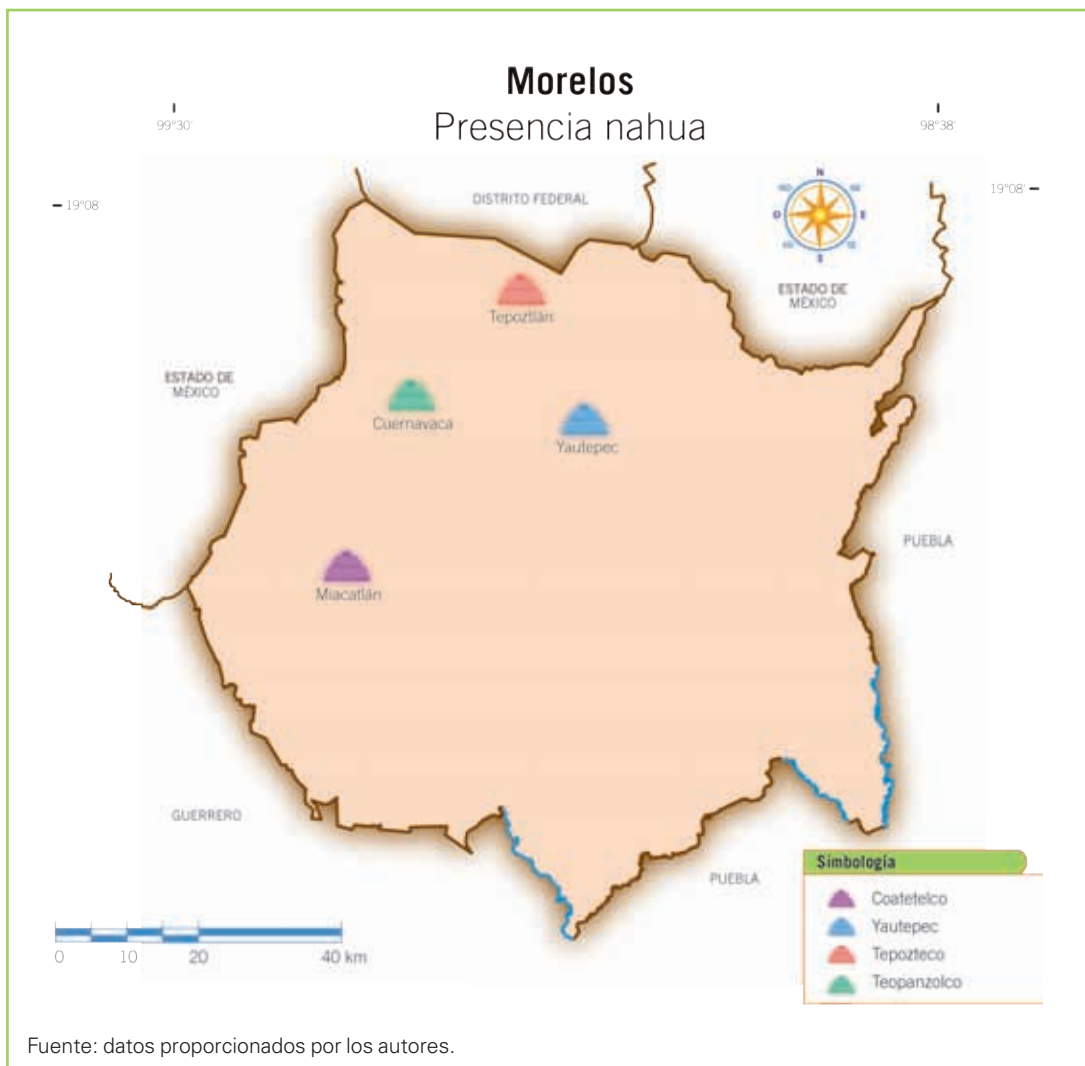 Morelos
Presencia nahua
99°30'
98°38'
19°08
19°08'
DISTRITO FEDERAL
N
O
E
S
ESTADO DE
MÉXICO
Tepoztlán
ESTADO DE
MÉXICO
Cuernavaca
Yautepec
PUEBLA
Miacatlán
GUERRERO
PUEBLA
Simbología
Coatetelco
Yautepec
Tepozteco
Teopanzolco
0 10 20 40 km
Fuente: datos proporcionados por los autores.